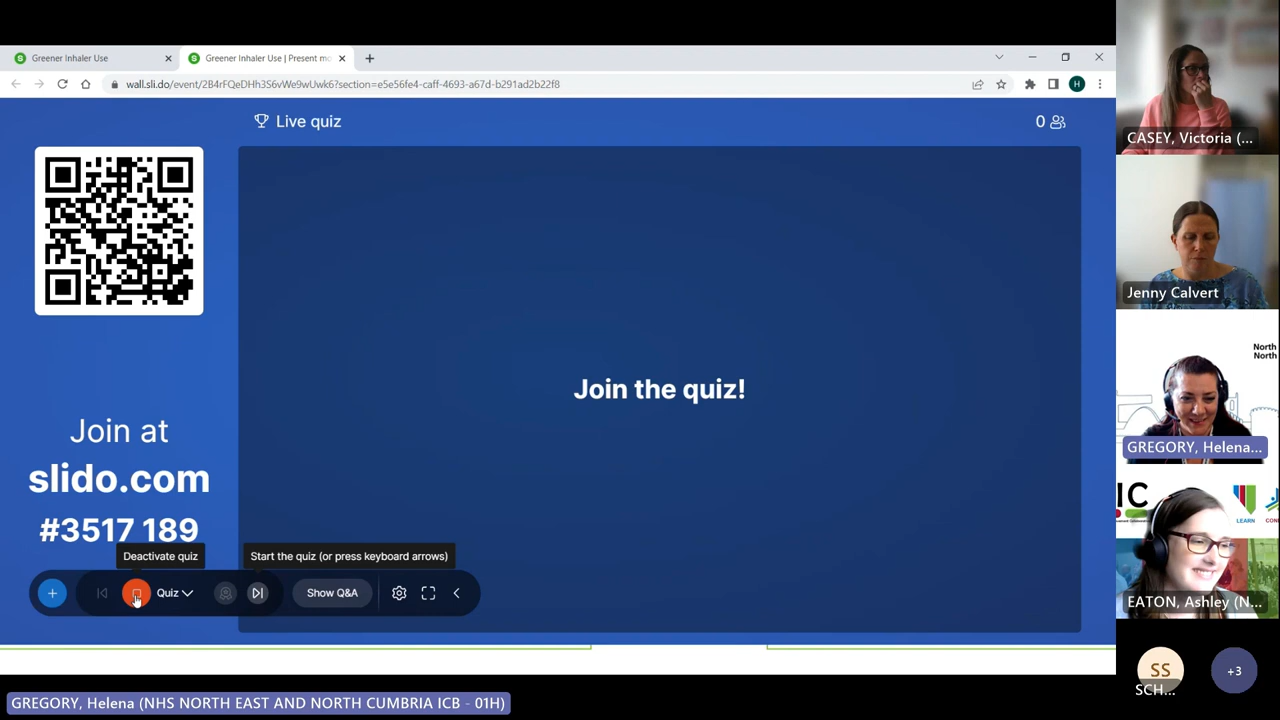 Greener Inhaler Use
Greener Inhaler Use | Present mo
wall.sli.do/event/2B4rFQeDHh3S6vWe9wUwk6?section=e5e56fe4-caff-4693-a67d-b291ad2b22f8
H
Live quiz
0
Join the quiz!
Join at
slido.com
#3517 189
Deactivate quiz
Start the quiz (or press keyboard arrows)
Quiz
Show Q&A
CASEY, Victoria (...
Jenny Calvert
North
North
GREGORY, Helena...
IC
LEARN
CON
EATON, Ashley (N...
SS
SCH...
+3
GREGORY, Helena (NHS NORTH EAST AND NORTH CUMBRIA ICB - 01H)